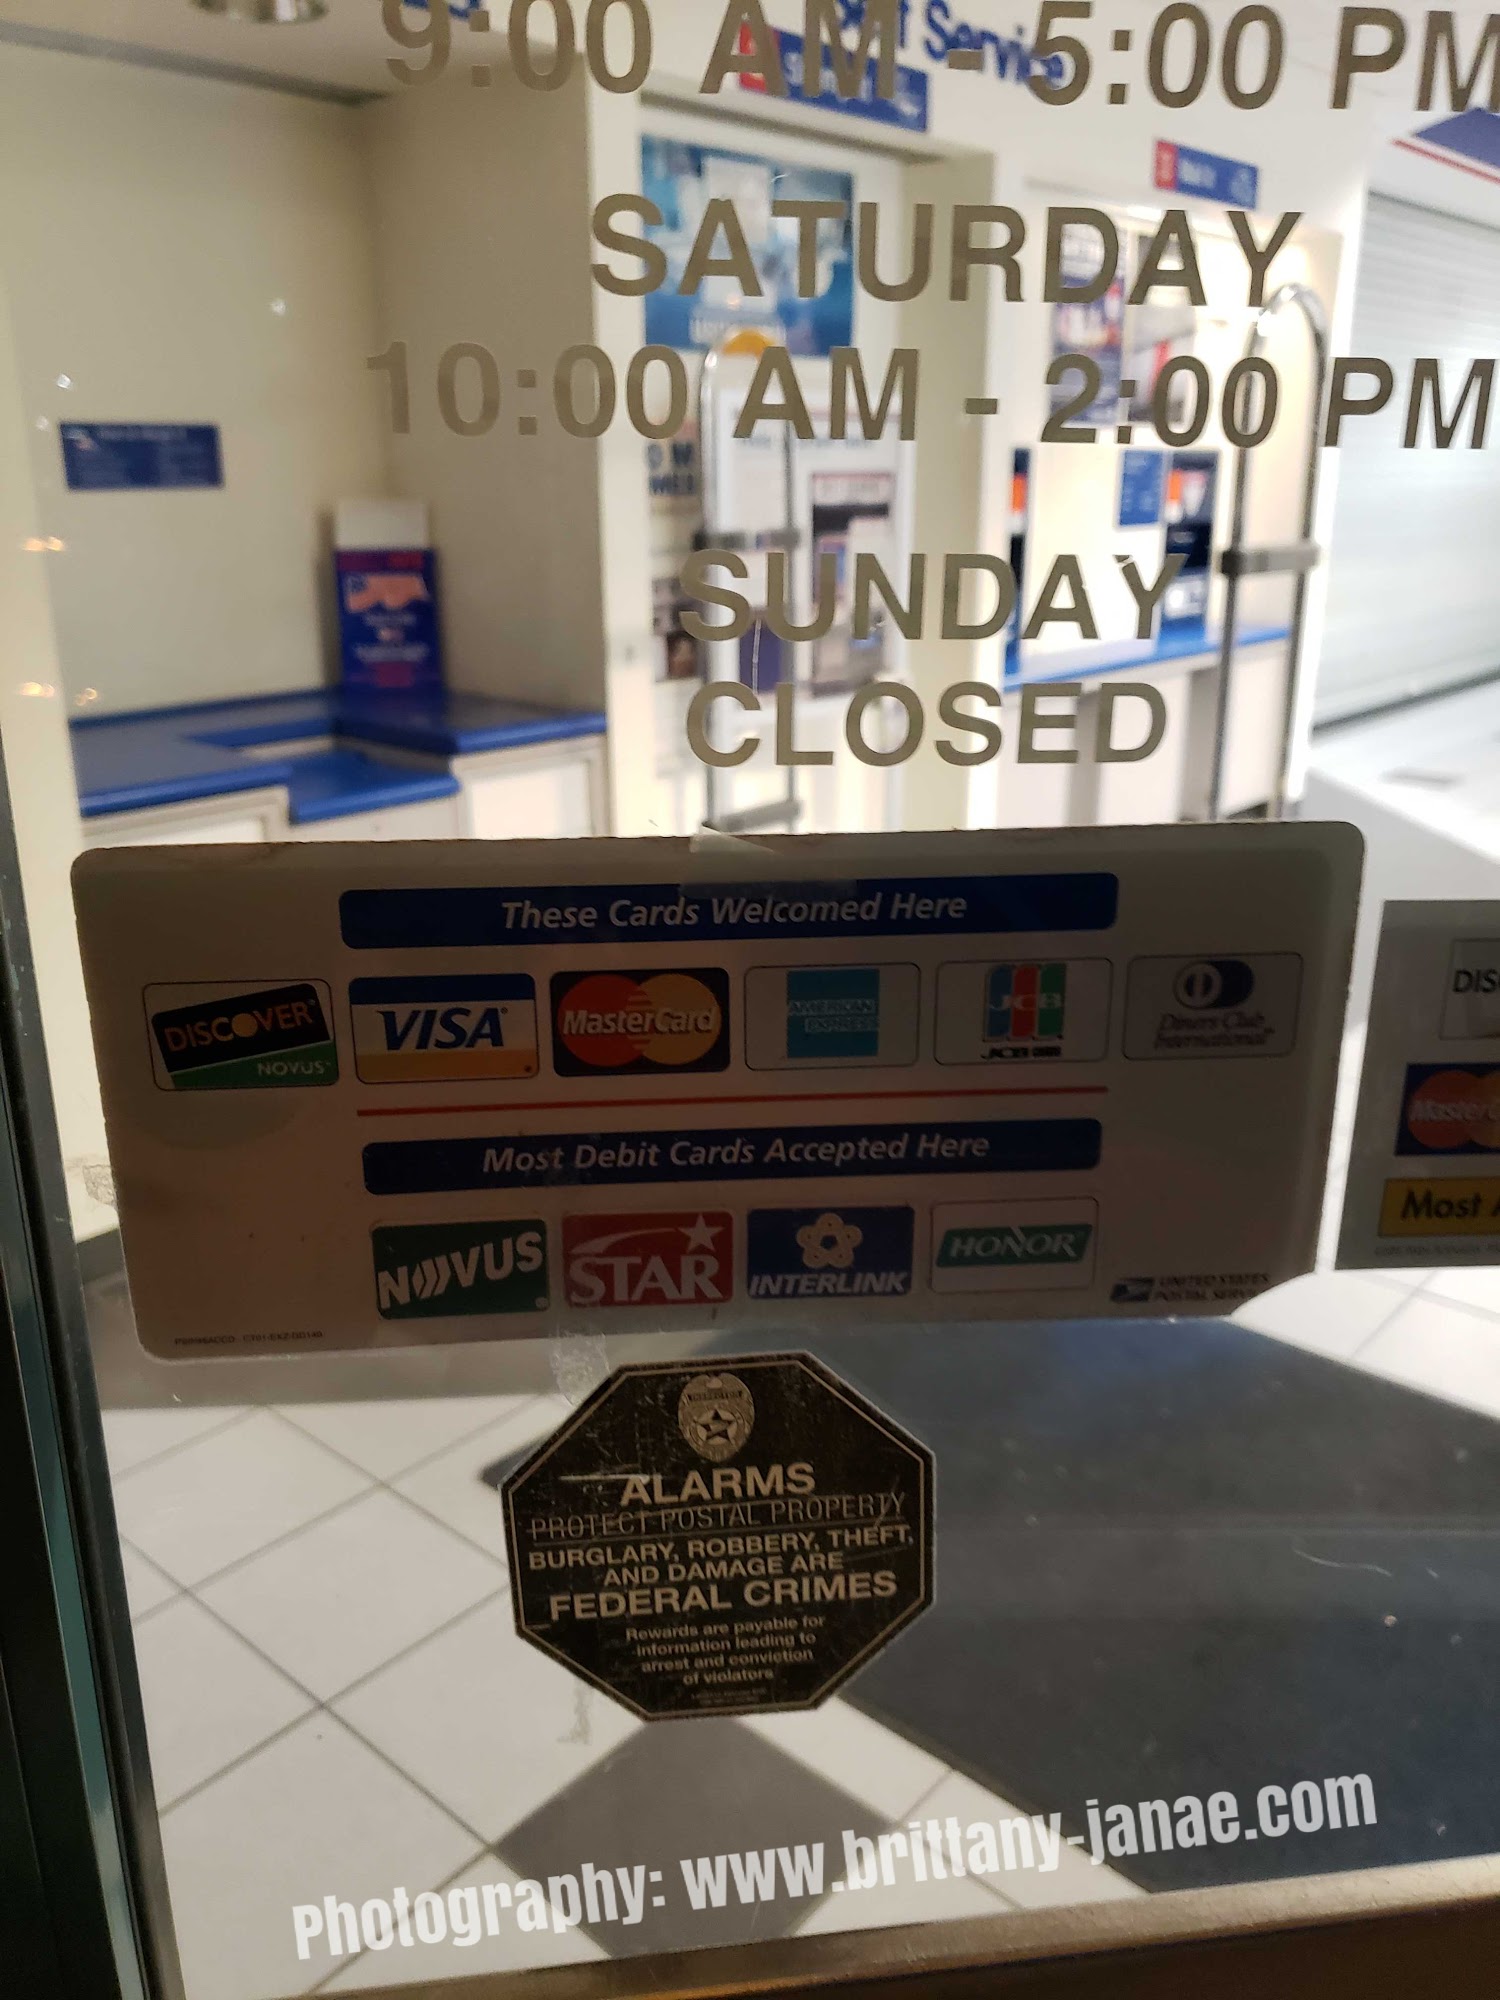 9:00 AM - 5:00 PM
SATURDAY
10:00 AM - 2:00 PM
SUNDAY
CLOSED
These Cards Welcomed Here
DISCOVER NOVUS
VISA
MasterCard
AMERICAN EXPRESS
JCB
Diners Club International
Most Debit Cards Accepted Here
NOVUS
STAR
INTERLINK
HONOR
UNITED STATES
POSTAL SERVICE
DIS
Master
Most
ALARMS
PROTECT POSTAL PROPERTY
BURGLARY, ROBBERY, THEFT,
AND DAMAGE ARE
FEDERAL CRIMES
Rewards are payable for
information leading to
arrest and conviction
of violators
Photography: www.brittany-janae.com